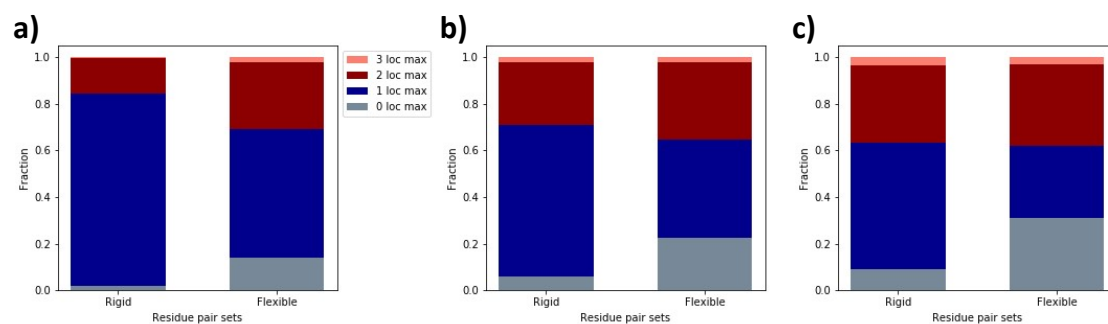 a)
1.0
0.8
0.6
0.4
0.2
0.0
Fraction
Rigid
Flexible
Residue pair sets
3 loc max
2 loc max
1 loc max
0 loc max
b)
1.0
0.8
0.6
0.4
0.2
0.0
Fraction
Rigid
Flexible
Residue pair sets
c)
1.0
0.8
0.6
0.4
0.2
0.0
Fraction
Rigid
Flexible
Residue pair sets